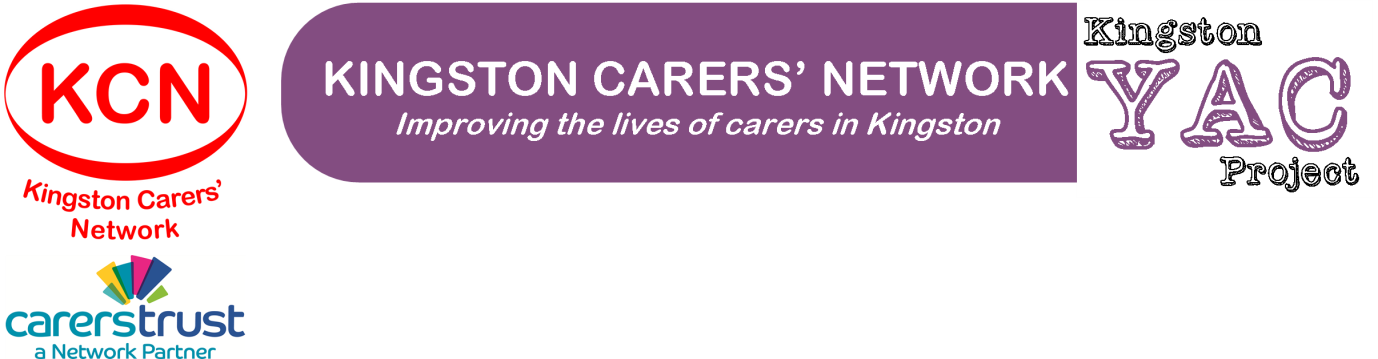 KCN
Kingston Carers'
Network
carerstrust
a Network Partner
KINGSTON CARERS' NETWORK
Improving the lives of carers in Kingston
Kingston
YAC
Project